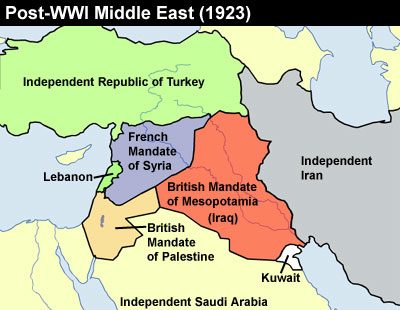 Post-WWI Middle East (1923)
Independent Republic of Turkey
French
Mandate
of Syria
Lebanon
British Mandate
of Mesopotamia
(Iraq)
Independent
Iran
British
Mandate
of Palestine
Kuwait
Independent Saudi Arabia